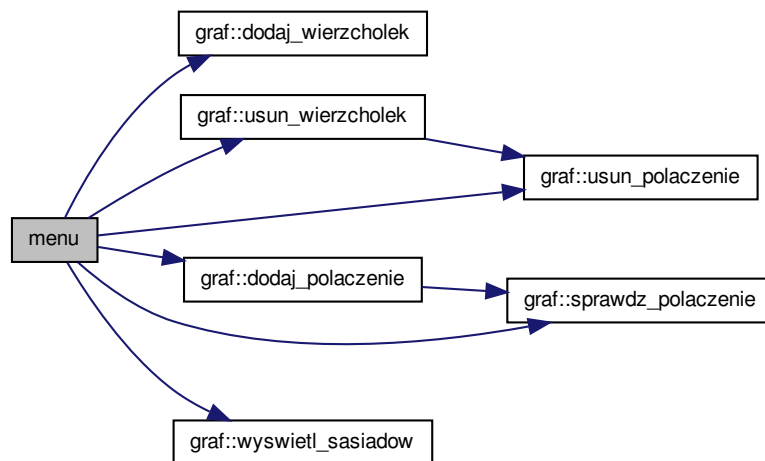 graf::dodaj_wierzcholek
graf::usun_wierzcholek
graf::usun_polaczenie
menu
graf::dodaj_polaczenie
graf::sprawdz_polaczenie
graf::wyswietl_sasiadow